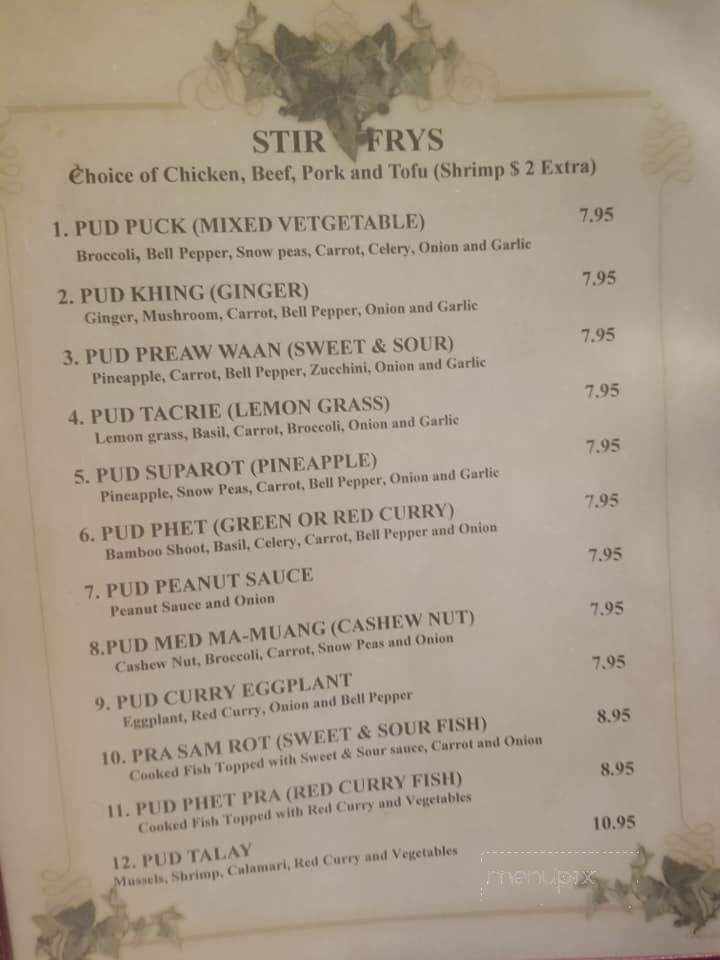 STIR FRYS
Choice of Chicken, Beef, Pork and Tofu (Shrimp $ 2 Extra)
1. PUD PUCK (MIXED VETGETABLE) 7.95
Broccoli, Bell Pepper, Snow peas, Carrot, Celery, Onion and Garlic
2. PUD KHING (GINGER) 7.95
Ginger, Mushroom, Carrot, Bell Pepper, Onion and Garlic
3. PUD PREAW WAAN (SWEET & SOUR) 7.95
Pineapple, Carrot, Bell Pepper, Zucchini, Onion and Garlic
4. PUD TACRIE (LEMON GRASS) 7.95
Lemon grass, Basil, Carrot, Broccoli, Onion and Garlic
5. PUD SUPAROT (PINEAPPLE) 7.95
Pineapple, Snow Peas, Carrot, Bell Pepper, Onion and Garlic
6. PUD PHET (GREEN OR RED CURRY) 7.95
Bamboo Shoot, Basil, Celery, Carrot, Bell Pepper and Onion
7. PUD PEANUT SAUCE 7.95
Peanut Sauce and Onion
8.PUD MED MA-MUANG (CASHEW NUT) 7.95
Cashew Nut, Broccoli, Carrot, Snow Peas and Onion
9. PUD CURRY EGGPLANT 7.95
Eggplant, Red Curry, Onion and Bell Pepper
10. PRA SAM ROT (SWEET & SOUR FISH) 8.95
Cooked Fish Topped with Sweet & Sour sauce, Carrot and Onion
11. PUD PHET PRA (RED CURRY FISH) 8.95
Cooked Fish Topped with Red Curry and Vegetables
12. PUD TALAY 10.95
Mussels, Shrimp, Calamari, Red Curry and Vegetables
menupix